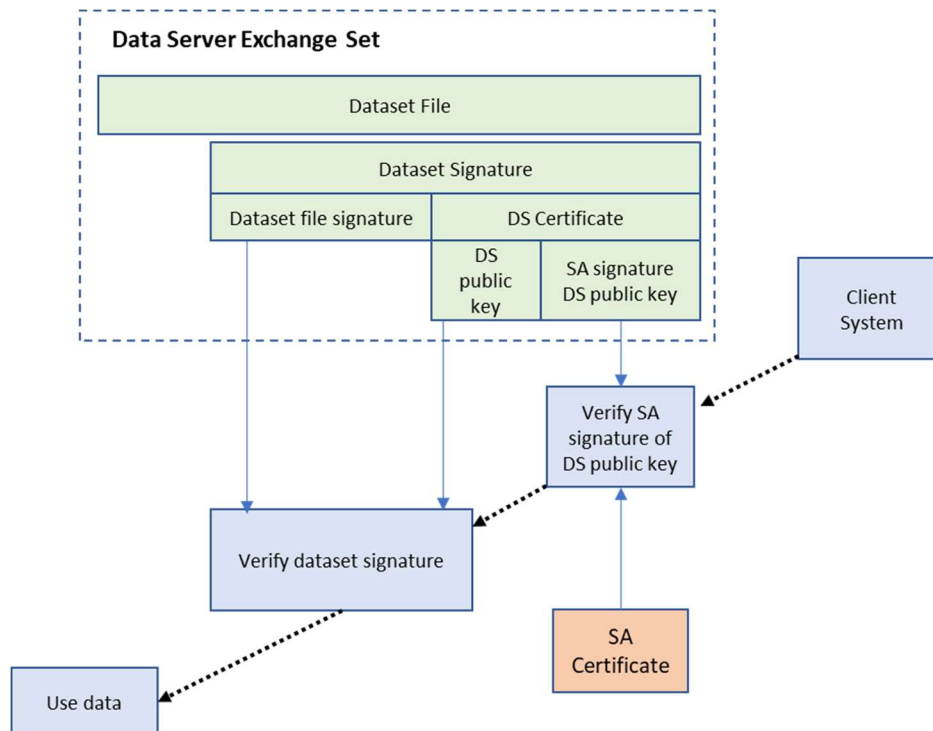 Data Server Exchange Set
Dataset File
Dataset Signature
Dataset file signature
DS Certificate
DS
public
key
SA signature
DS public key
Client
System
Verify SA
signature of
DS public key
Verify dataset signature
SA
Certificate
Use data